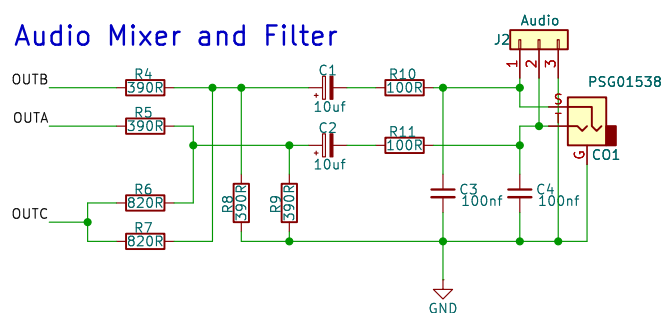 Audio Mixer and Filter
Audio
J2
1 2 3
PSG01538
S
T
G
CO1
OUTB
R4
390R
C1
+
10uf
R10
100R
OUTA
R5
390R
C2
+
10uf
R11
100R
OUTC
R6
820R
R7
820R
R8
390R
R9
390R
C3
100nf
C4
100nf
GND